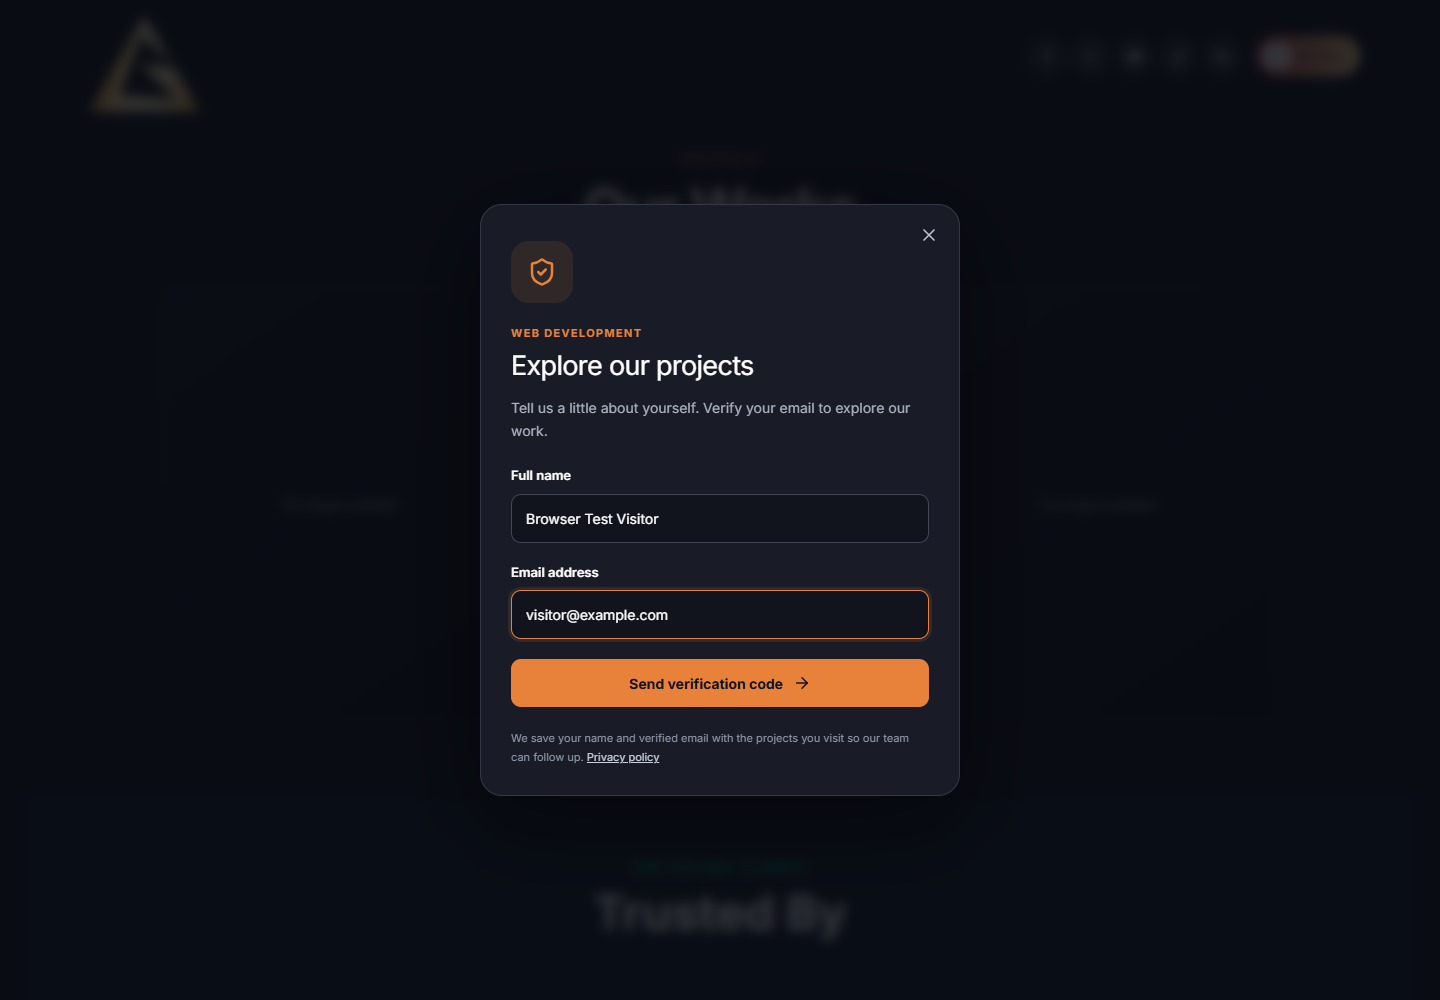 WEB DEVELOPMENT
Explore our projects
Tell us a little about yourself. Verify your email to explore our
work.
Full name
Browser Test Visitor
Email address
visitor@example.com
Send verification code
We save your name and verified email with the projects you visit so our team
can follow up. Privacy policy
Trusted By